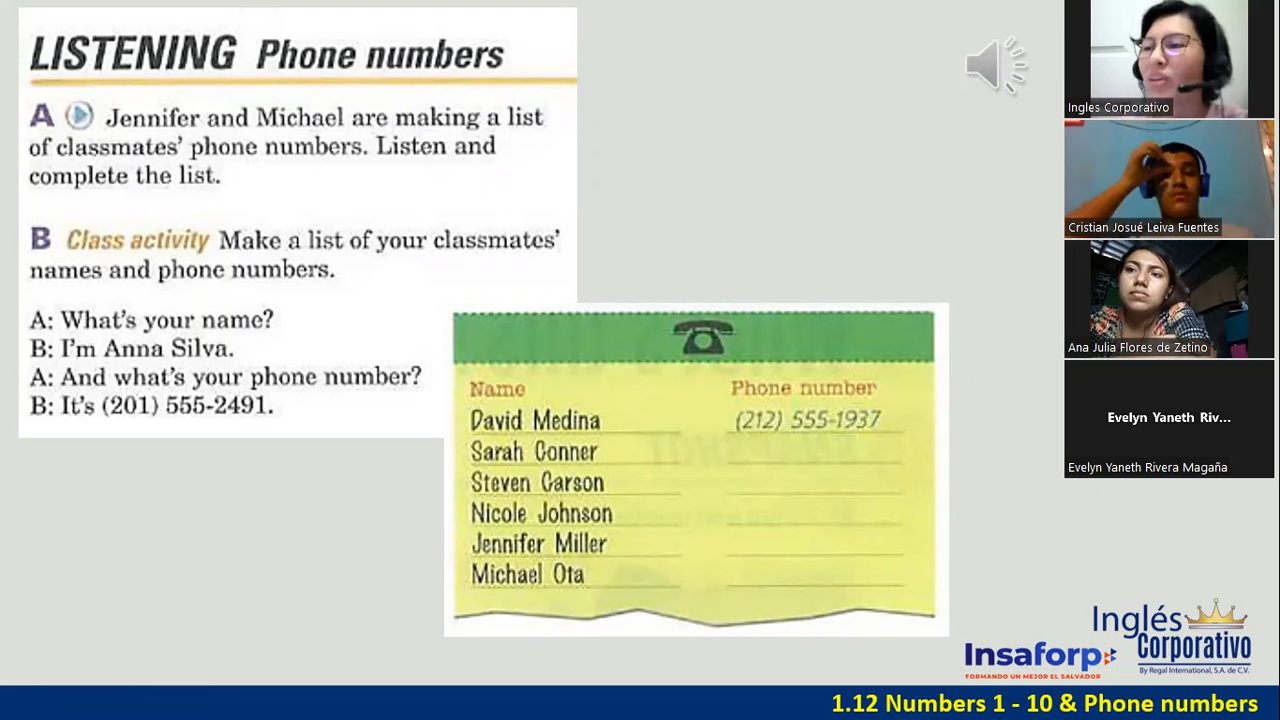 LISTENING Phone numbers
A Jennifer and Michael are making a list
of classmates' phone numbers. Listen and
complete the list.
B Class activity Make a list of your classmates'
names and phone numbers.
A: What's your name?
B: I'm Anna Silva.
A: And what's your phone number?
B: It's (201) 555-2491.
Name Phone number
David Medina (212) 555-1937
Sarah Conner
Steven Carson
Nicole Johnson
Jennifer Miller
Michael Ota
Ingles Corporativo
Cristian Josué Leiva Fuentes
Ana Julia Flores de Zetino
Evelyn Yaneth Riv...
Evelyn Yaneth Rivera Magaña
Insaforp
FORMANDO UN MEJOR EL SALVADOR
Inglés
Corporativo
By Regal International, S.A. de C.V.
1.12 Numbers 1 - 10 & Phone numbers